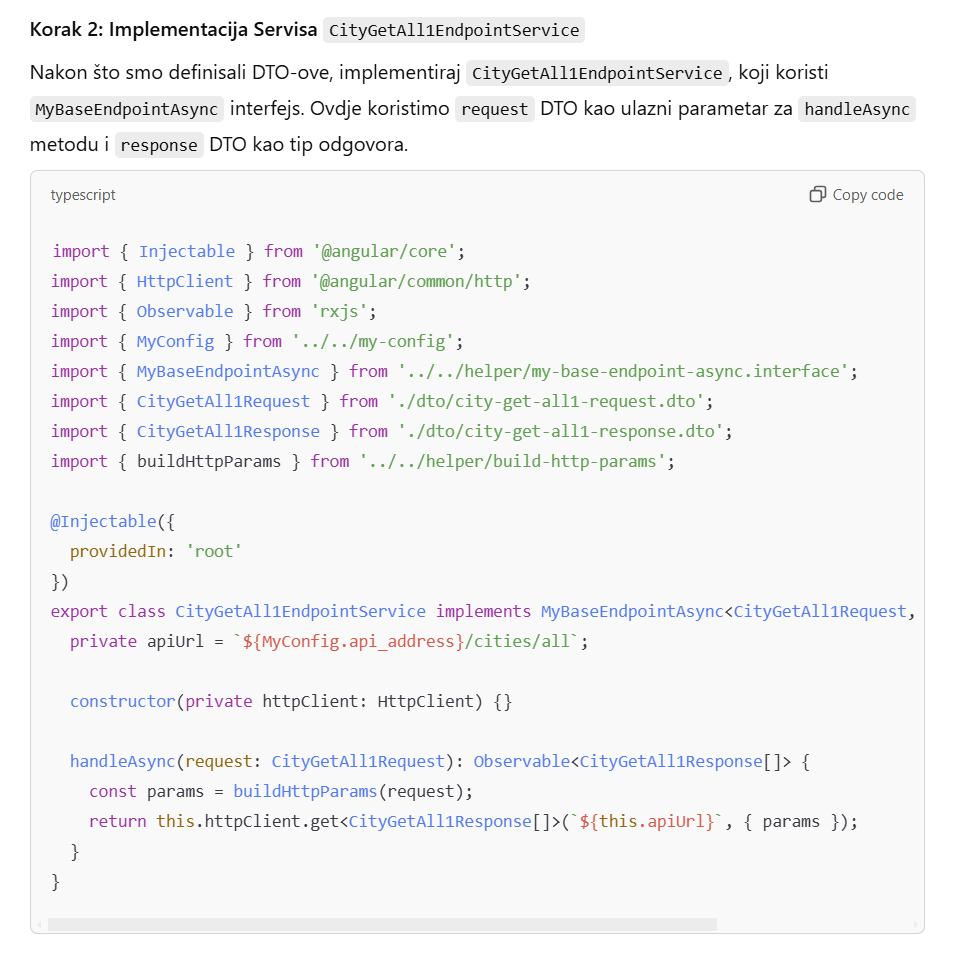 Korak 2: Implementacija Servisa CityGetAll1EndpointService
Nakon što smo definisali DTO-ove, implementiraj CityGetAll1EndpointService, koji koristi
MyBaseEndpointAsync interfejs. Ovdje koristimo request DTO kao ulazni parametar za handleAsync
metodu i response DTO kao tip odgovora.
typescript
Copy code
import { Injectable } from '@angular/core';
import { HttpClient } from '@angular/common/http';
import { Observable } from 'rxjs';
import { MyConfig } from '../../my-config';
import { MyBaseEndpointAsync } from '../../helper/my-base-endpoint-async.interface';
import { CityGetAll1Request } from './dto/city-get-all1-request.dto';
import { CityGetAll1Response } from './dto/city-get-all1-response.dto';
import { buildHttpParams } from '../../helper/build-http-params';

@Injectable({
  providedIn: 'root'
})
export class CityGetAll1EndpointService implements MyBaseEndpointAsync<CityGetAll1Request,
  private apiUrl = `${MyConfig.api_address}/cities/all`;

  constructor(private httpClient: HttpClient) {}

  handleAsync(request: CityGetAll1Request): Observable<CityGetAll1Response[]> {
    const params = buildHttpParams(request);
    return this.httpClient.get<CityGetAll1Response[]>(`${this.apiUrl}`, { params });
  }
}